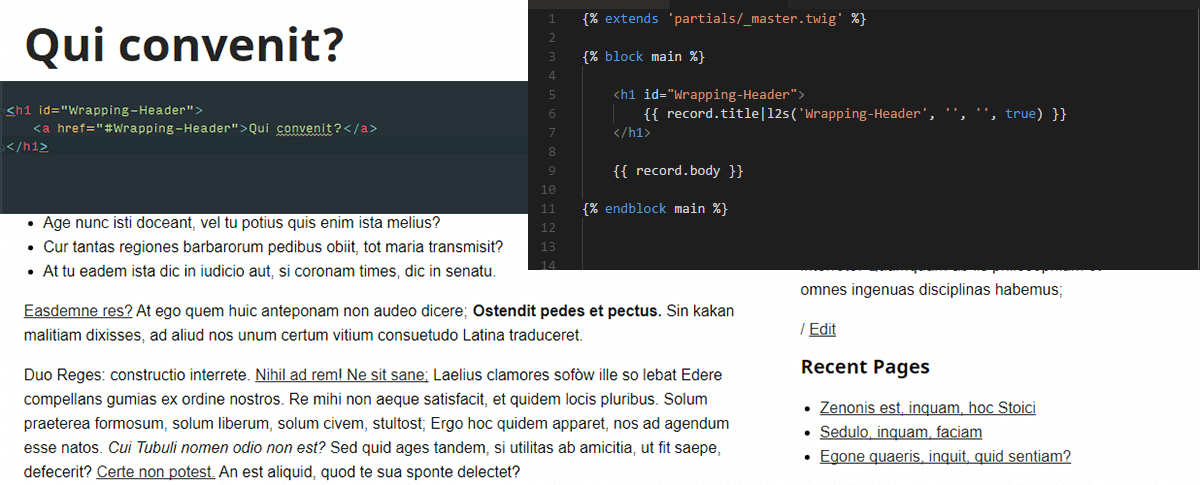 Qui convenit?
<h1 id="Wrapping-Header">
<a href="#Wrapping-Header">Qui convenit?</a>
</h1>
1 {% extends 'partials/_master.twig' %}
2
3 {% block main %}
4
5 <h1 id="Wrapping-Header">
6 {{ record.title|l2s('Wrapping-Header', '', '', true) }}
7 </h1>
8
9 {{ record.body }}
10
11 {% endblock main %}
12
13
14
• Age nunc isti doceant, vel tu potius quis enim ista melius?
• Cur tantas regiones barbarorum pedibus obiit, tot maria transmisit?
• At tu eadem ista dic in iudicio aut, si coronam times, dic in senatu.
Easdemne res? At ego quem huic anteponam non audeo dicere; Ostendit pedes et pectus. Sin kakan
malitiam dixisses, ad aliud nos unum certum vitium consuetudo Latina traduceret.
Duo Reges: constructio interrete. Nihil ad rem! Ne sit sane; Laelius clamores sofòw ille so lebat Edere
compellans gumias ex ordine nostros. Re mihi non aeque satisfacit, et quidem locis pluribus. Solum
praeterea formosum, solum liberum, solum civem, stultost; Ergo hoc quidem apparet, nos ad agendum
esse natos. Cui Tubuli nomen odio non est? Sed quid ages tandem, si utilitas ab amicitia, ut fit saepe,
defecerit? Certe non potest. An est aliquid, quod te sua sponte delectet?
omnes ingenuas disciplinas habemus;
/ Edit
Recent Pages
• Zenonis est, inquam, hoc Stoici
• Sedulo, inquam, faciam
• Egone quaeris, inquit, quid sentiam?